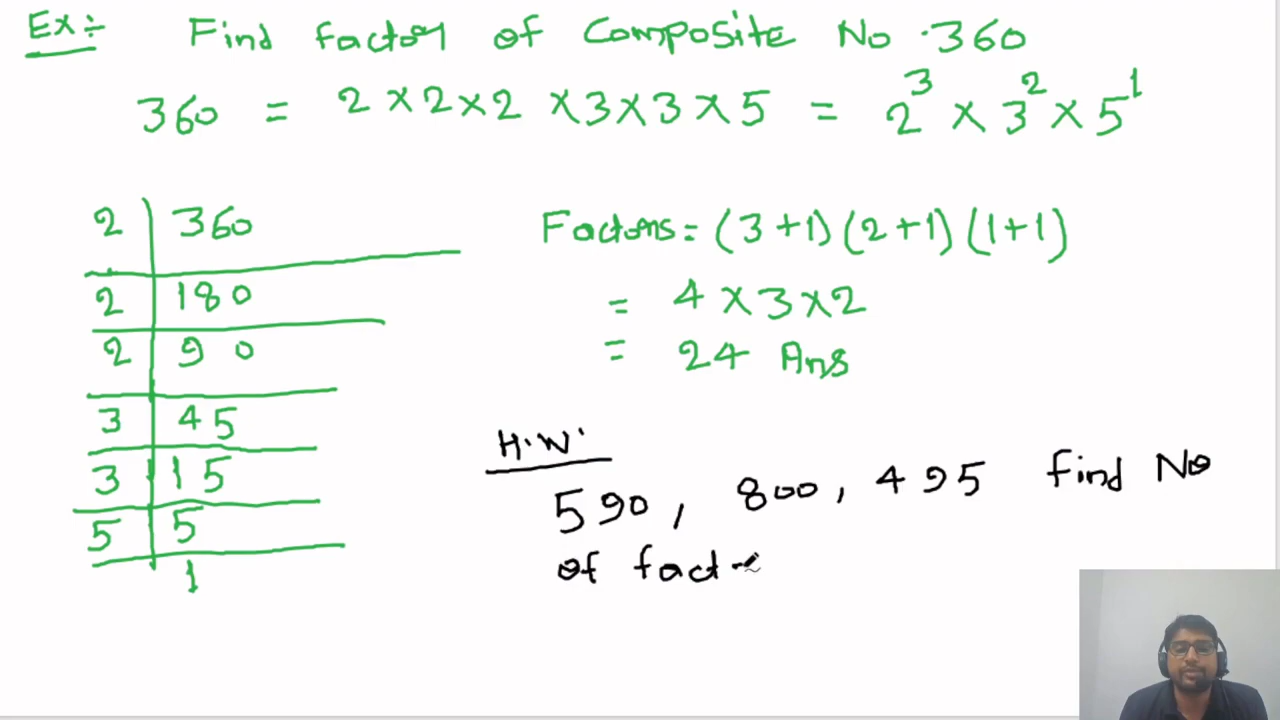 Ex÷ Find factors of Composite No .360
360 = 2 × 2 × 2 × 3 × 3 × 5 = 2³ × 3² × 5¹
2 | 360
2 | 180
2 | 90
3 | 45
3 | 15
5 | 5
1
Factors = (3+1) (2+1) (1+1)
= 4 × 3 × 2
= 24 Ans
H.W.
590, 800, 495 find No
of fact